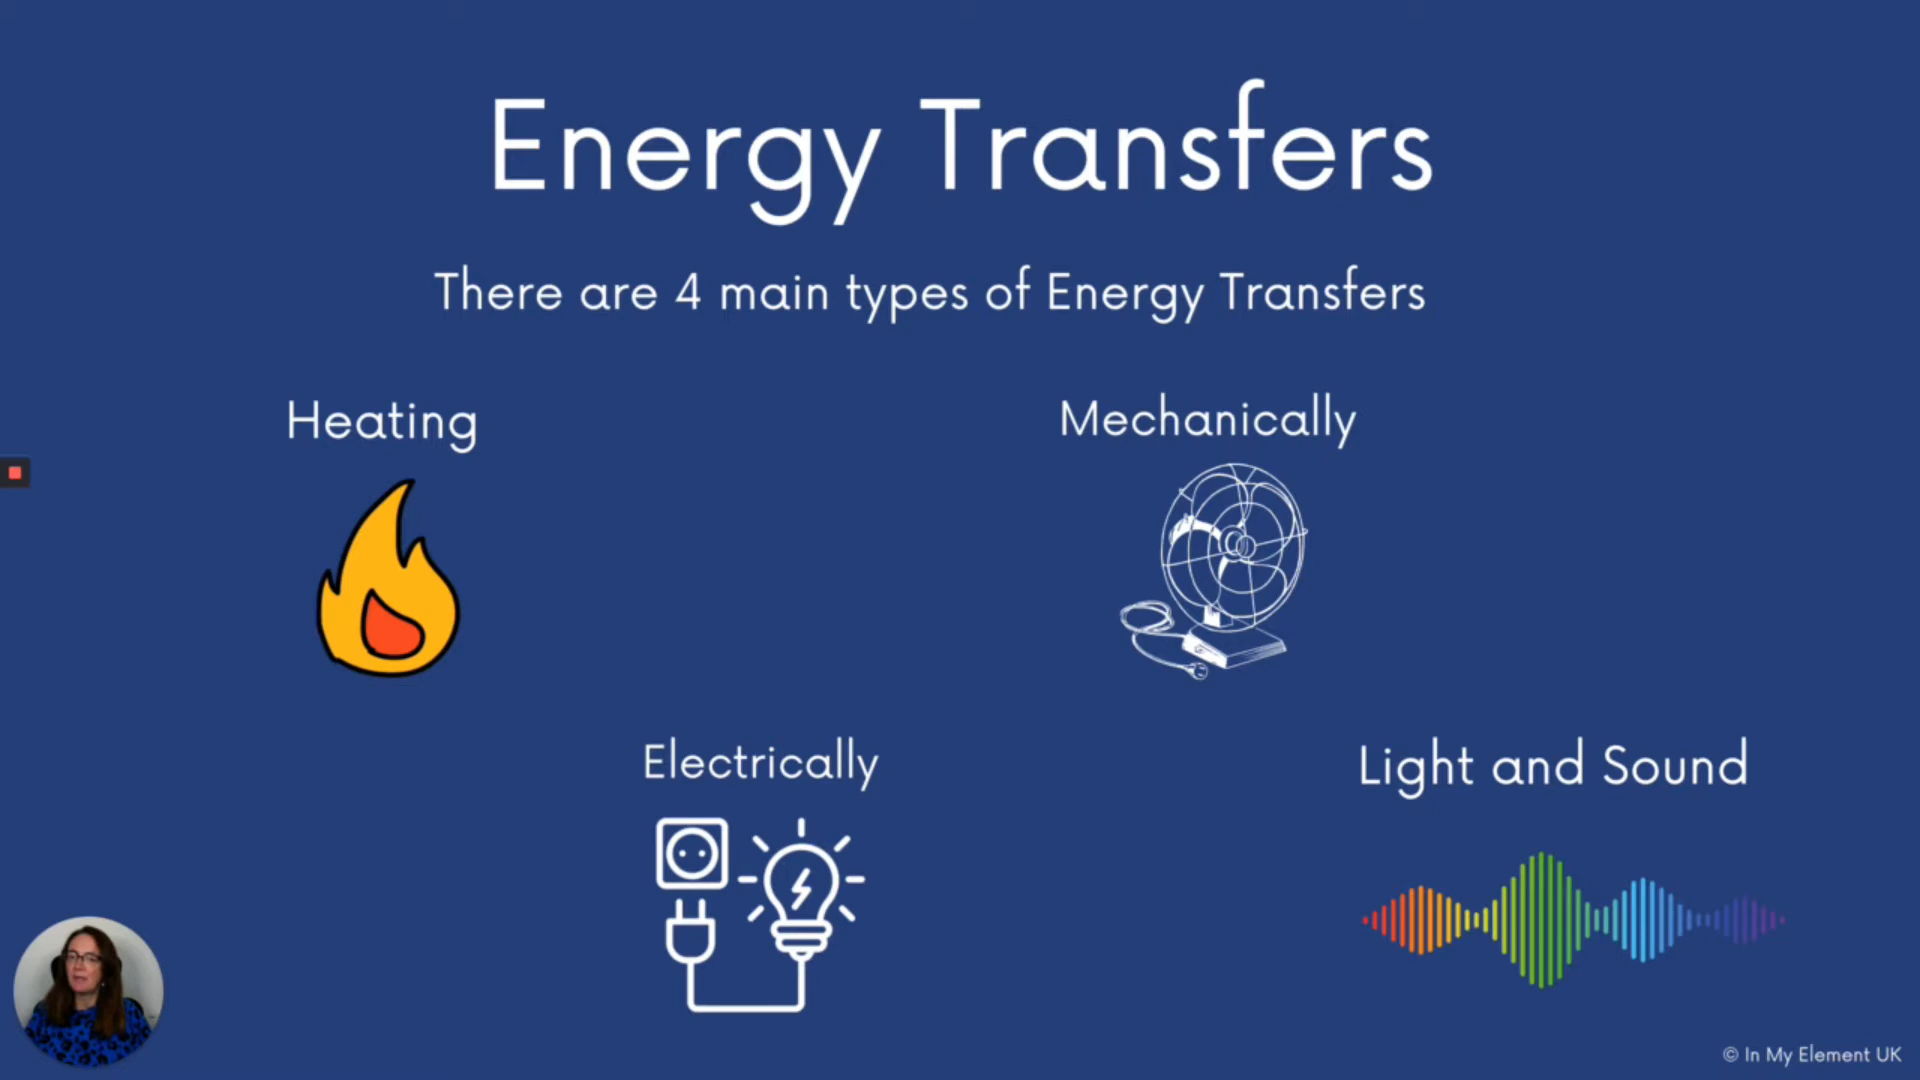 Energy Transfers
There are 4 main types of Energy Transfers
Heating
Mechanically
Electrically
Light and Sound
© In My Element UK